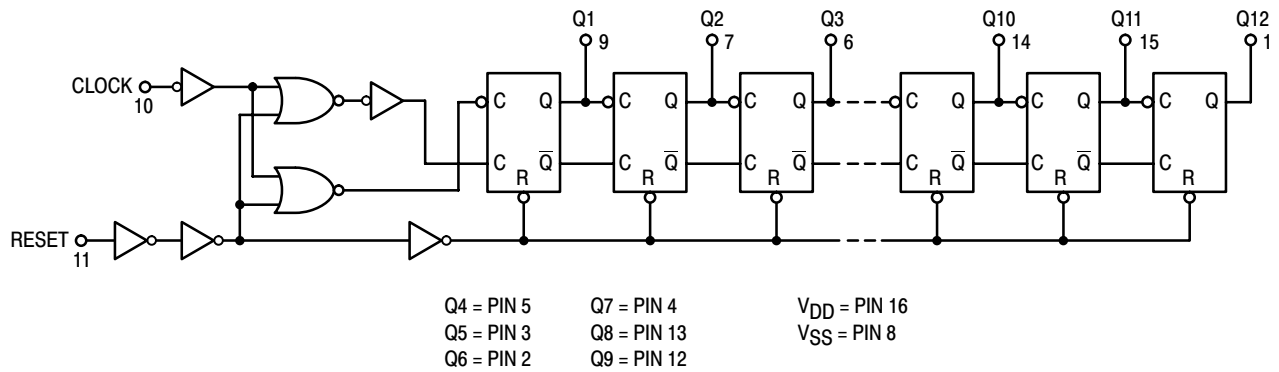 Q1 Q2 Q3 Q10 Q11 Q12
9 7 6 14 15 1
CLOCK
10
C Q C Q C Q C Q C Q C Q
C Q̅ C Q̅ C Q̅ C Q̅ C Q̅ C
R R R R R R
RESET
11
Q4 = PIN 5 Q7 = PIN 4 VDD = PIN 16
Q5 = PIN 3 Q8 = PIN 13 VSS = PIN 8
Q6 = PIN 2 Q9 = PIN 12